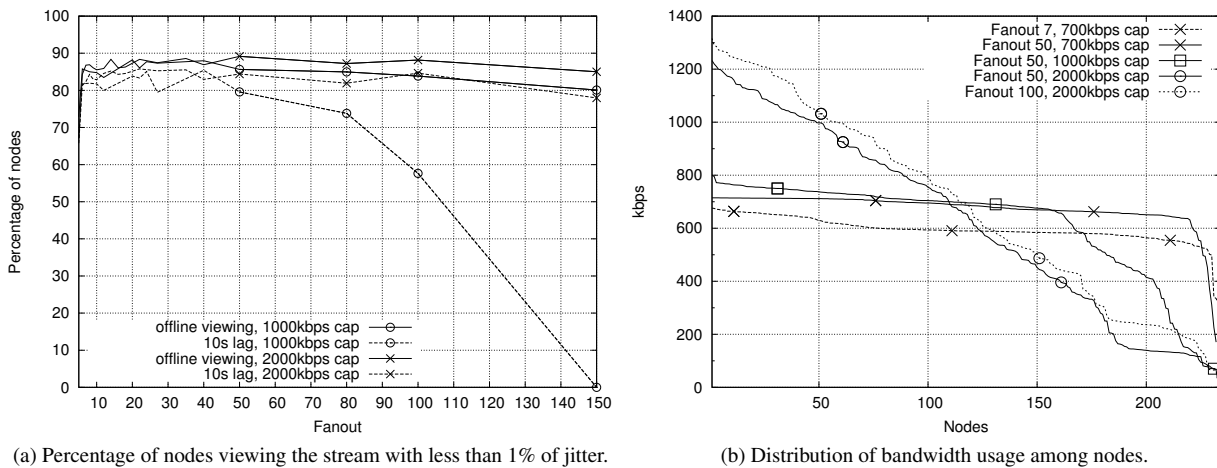 100
90
80
70
60
50
40
30
20
10
0
Percentage of nodes
offline viewing, 1000kbps cap
10s lag, 1000kbps cap
offline viewing, 2000kbps cap
10s lag, 2000kbps cap
10 20 30 40 50 60 70 80 90 100 110 120 130 140 150
Fanout
(a) Percentage of nodes viewing the stream with less than 1% of jitter.
1400
1200
1000
800
600
400
200
0
kbps
Fanout 7, 700kbps cap
Fanout 50, 700kbps cap
Fanout 50, 1000kbps cap
Fanout 50, 2000kbps cap
Fanout 100, 2000kbps cap
50 100 150 200
Nodes
(b) Distribution of bandwidth usage among nodes.